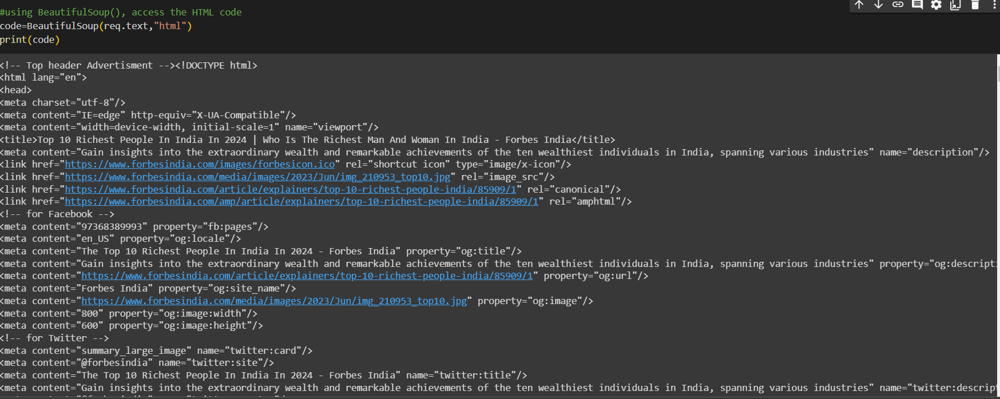 #using BeautifulSoup(), access the HTML code
code=BeautifulSoup(req.text,"html")
print(code)
<!-- Top header Advertisment --><!DOCTYPE html>
<html lang="en">
<head>
<meta charset="utf-8"/>
<meta content="IE=edge" http-equiv="X-UA-Compatible"/>
<meta content="width=device-width, initial-scale=1" name="viewport"/>
<title>Top 10 Richest People In India In 2024 | Who Is The Richest Man And Woman In India - Forbes India</title>
<meta content="Gain insights into the extraordinary wealth and remarkable achievements of the ten wealthiest individuals in India, spanning various industries" name="description"/>
<link href="https://www.forbesindia.com/images/forbesicon.ico" rel="shortcut icon" type="image/x-icon"/>
<link href="https://www.forbesindia.com/media/images/2023/Jun/img_210953_top10.jpg" rel="image_src"/>
<link href="https://www.forbesindia.com/article/explainers/top-10-richest-people-india/85909/1" rel="canonical"/>
<link href="https://www.forbesindia.com/amp/article/explainers/top-10-richest-people-india/85909/1" rel="amphtml"/>
<!-- for Facebook -->
<meta content="97368389993" property="fb:pages"/>
<meta content="en_US" property="og:locale"/>
<meta content="The Top 10 Richest People In India In 2024 - Forbes India" property="og:title"/>
<meta content="Gain insights into the extraordinary wealth and remarkable achievements of the ten wealthiest individuals in India, spanning various industries" property="og:descripti
<meta content="https://www.forbesindia.com/article/explainers/top-10-richest-people-india/85909/1" property="og:url"/>
<meta content="Forbes India" property="og:site_name"/>
<meta content="https://www.forbesindia.com/media/images/2023/Jun/img_210953_top10.jpg" property="og:image"/>
<meta content="800" property="og:image:width"/>
<meta content="600" property="og:image:height"/>
<!-- for Twitter -->
<meta content="summary_large_image" name="twitter:card"/>
<meta content="@forbesindia" name="twitter:site"/>
<meta content="The Top 10 Richest People In India In 2024 - Forbes India" name="twitter:title"/>
<meta content="Gain insights into the extraordinary wealth and remarkable achievements of the ten wealthiest individuals in India, spanning various industries" name="twitter:descript